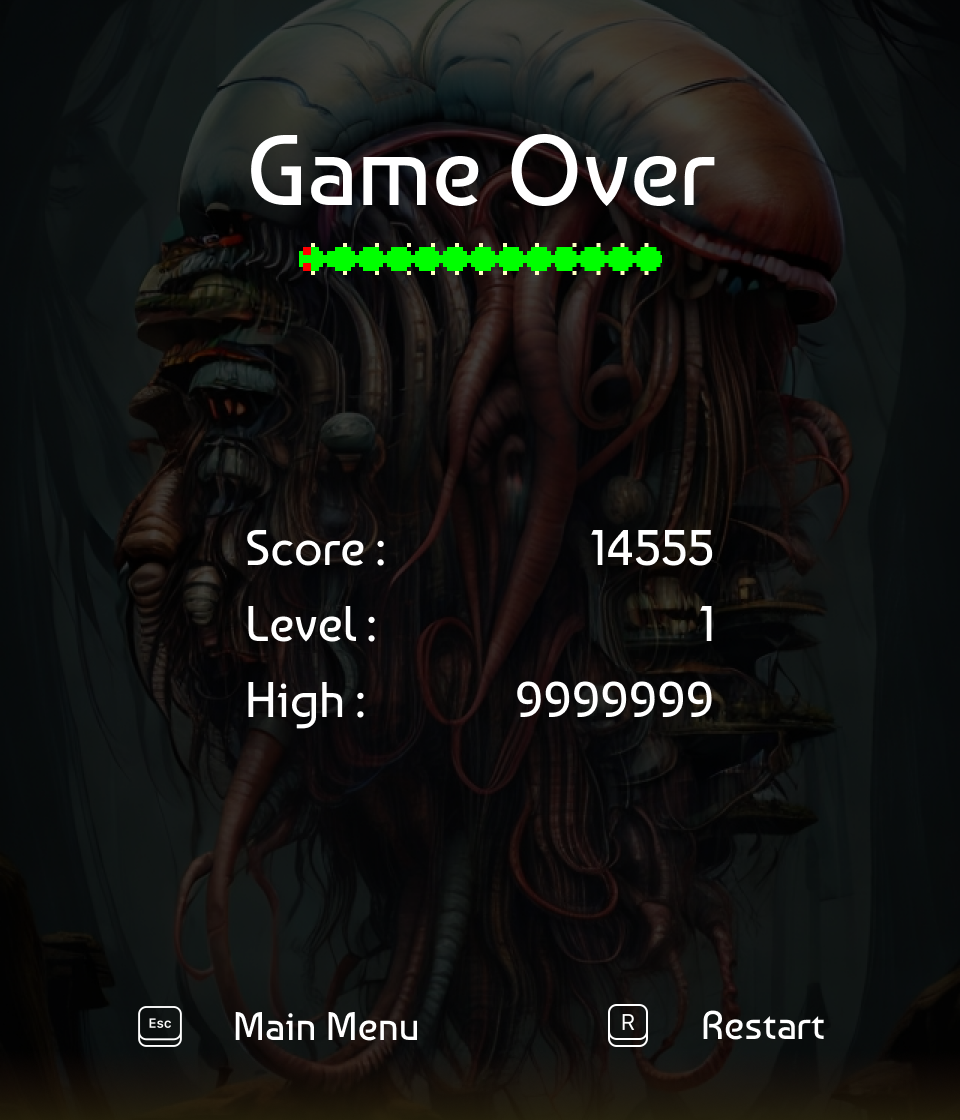 Game Over
Score : 14555
Level : 1
High : 9999999
Esc Main Menu R Restart